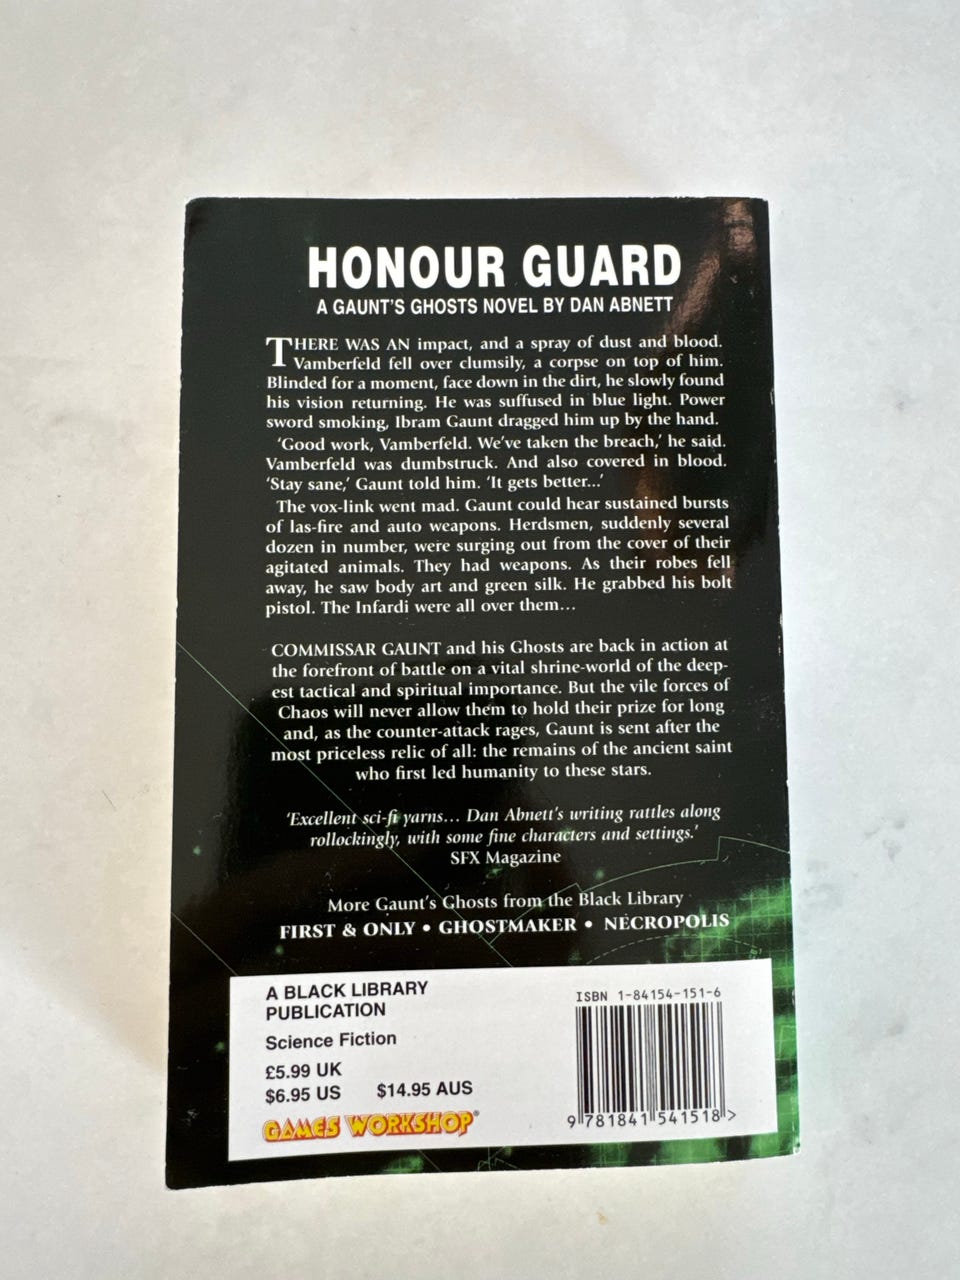 HONOUR GUARD
A GAUNT'S GHOSTS NOVEL BY DAN ABNETT
THERE WAS AN impact, and a spray of dust and blood.
Vamberfeld fell over clumsily, a corpse on top of him.
Blinded for a moment, face down in the dirt, he slowly found
his vision returning. He was suffused in blue light. Power
sword smoking, Ibram Gaunt dragged him up by the hand.
'Good work, Vamberfeld. We've taken the breach,' he said.
Vamberfeld was dumbstruck. And also covered in blood.
'Stay sane,' Gaunt told him. 'It gets better...'
The vox-link went mad. Gaunt could hear sustained bursts
of las-fire and auto weapons. Herdsmen, suddenly several
dozen in number, were surging out from the cover of their
agitated animals. They had weapons. As their robes fell
away, he saw body art and green silk. He grabbed his bolt
pistol. The Infardi were all over them...
COMMISSAR GAUNT and his Ghosts are back in action at
the forefront of battle on a vital shrine-world of the deep-
est tactical and spiritual importance. But the vile forces of
Chaos will never allow them to hold their prize for long
and, as the counter-attack rages, Gaunt is sent after the
most priceless relic of all: the remains of the ancient saint
who first led humanity to these stars.
'Excellent sci-fi yarns... Dan Abnett's writing rattles along
rollockingly, with some fine characters and settings.'
SFX Magazine
More Gaunt's Ghosts from the Black Library
FIRST & ONLY • GHOSTMAKER • NECROPOLIS
A BLACK LIBRARY
PUBLICATION
Science Fiction
£5.99 UK
$6.95 US $14.95 AUS
GAMES WORKSHOP®
ISBN 1-84154-151-6
9 781841 541518 >